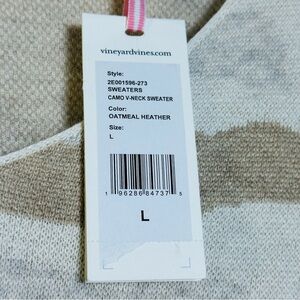 vineyardvines.com
Style:
2E001596-273
SWEATERS
CAMO V-NECK SWEATER
Color:
OATMEAL HEATHER
Size:
L
1 96286 84737 5
L